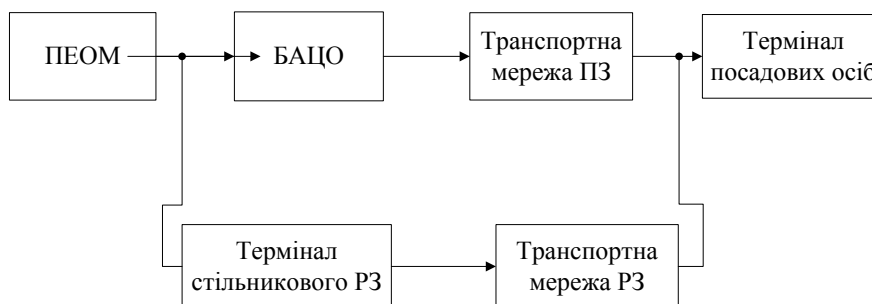 ПЕОМ
БАЦО
Транспортна
мережа ПЗ
Термінал
посадових осіб
Термінал
стільникового РЗ
Транспортна
мережа РЗ